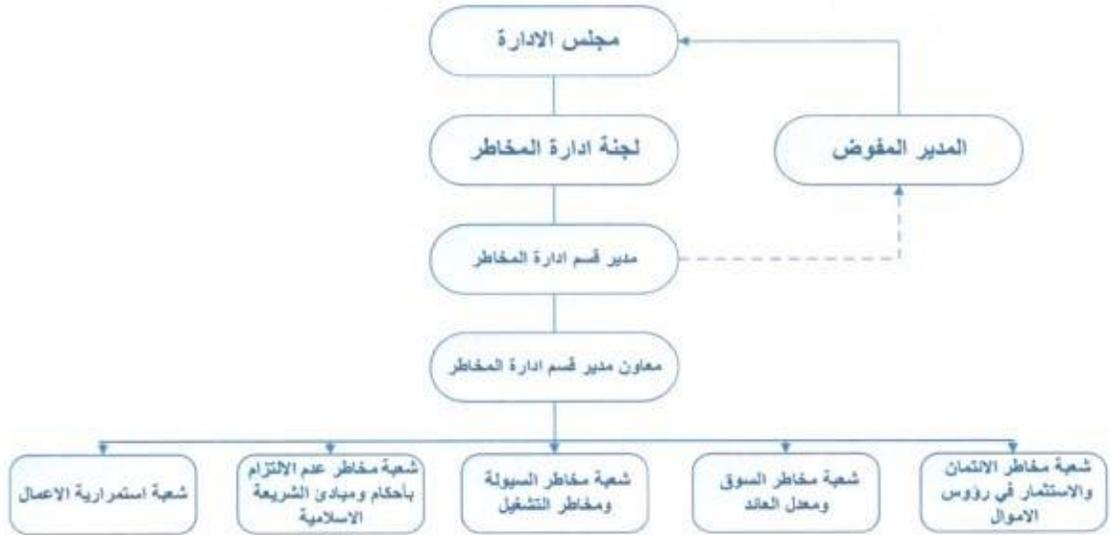 مجلس الادارة
لجنة ادارة المخاطر
المدير المفوض
مدير قسم ادارة المخاطر
معاون مدير قسم ادارة المخاطر
شعبة مخاطر الائتمان
والاستثمار في رؤوس
الاموال
شعبة مخاطر السوق
ومعدل العائد
شعبة مخاطر السيولة
ومخاطر التشغيل
شعبة مخاطر عدم الالتزام
بأحكام ومبادئ الشريعة
الاسلامية
شعبة استمرارية الاعمال